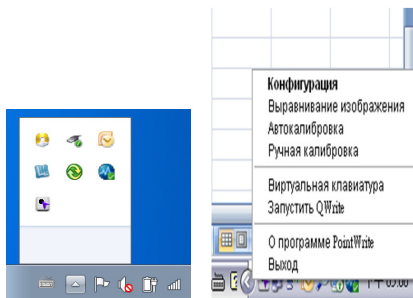 Конфигурация
Выравнивание изображения
Автокалибровка
Ручная калибровка
Виртуальная клавиатура
Запустить QWrite
О программе PointWrite
Выход